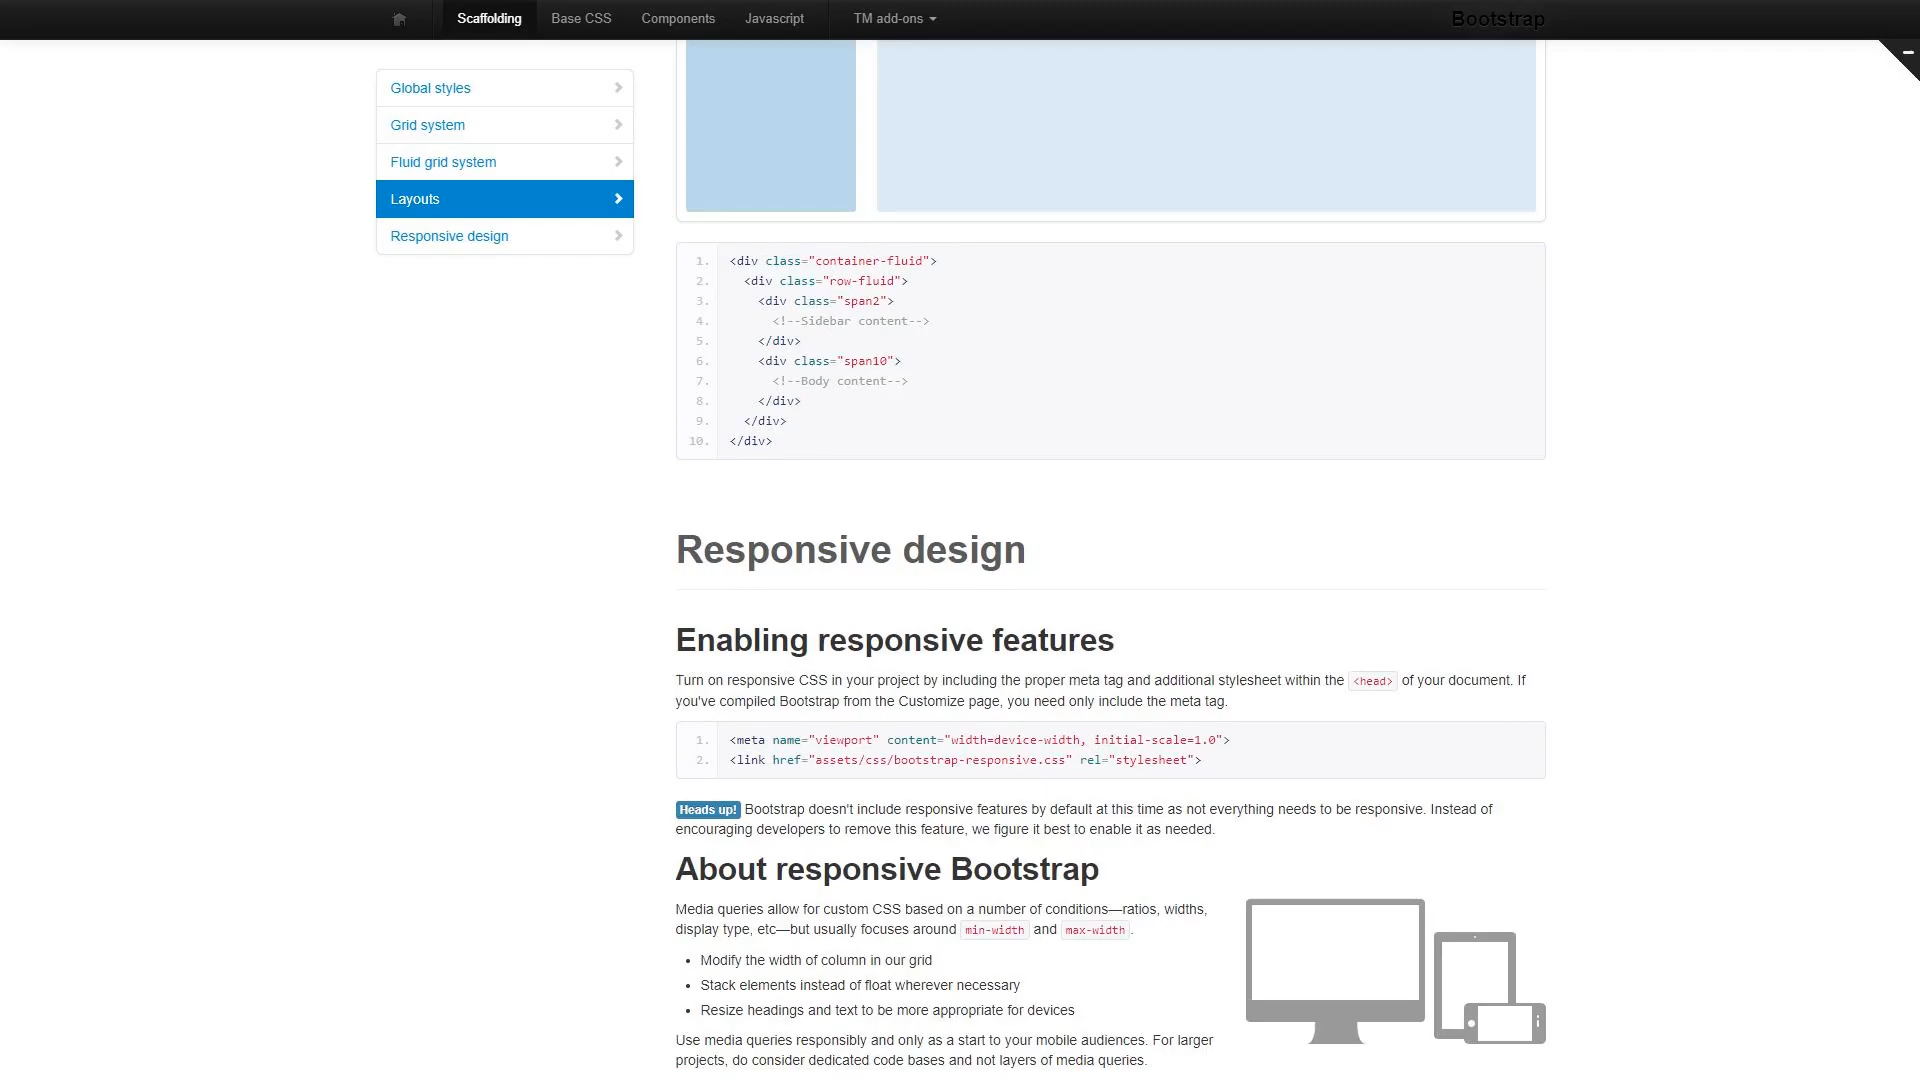 Scaffolding Base CSS Components Javascript TM add-ons Bootstrap
Global styles
Grid system
Fluid grid system
Layouts
Responsive design
1. <div class="container-fluid">
2. <div class="row-fluid">
3. <div class="span2">
4. <!--Sidebar content-->
5. </div>
6. <div class="span10">
7. <!--Body content-->
8. </div>
9. </div>
10. </div>
Responsive design
Enabling responsive features
Turn on responsive CSS in your project by including the proper meta tag and additional stylesheet within the <head> of your document. If
you've compiled Bootstrap from the Customize page, you need only include the meta tag.
1. <meta name="viewport" content="width=device-width, initial-scale=1.0">
2. <link href="assets/css/bootstrap-responsive.css" rel="stylesheet">
Heads up! Bootstrap doesn't include responsive features by default at this time as not everything needs to be responsive. Instead of
encouraging developers to remove this feature, we figure it best to enable it as needed.
About responsive Bootstrap
Media queries allow for custom CSS based on a number of conditions—ratios, widths,
display type, etc—but usually focuses around min-width and max-width.
• Modify the width of column in our grid
• Stack elements instead of float wherever necessary
• Resize headings and text to be more appropriate for devices
Use media queries responsibly and only as a start to your mobile audiences. For larger
projects, do consider dedicated code bases and not layers of media queries.